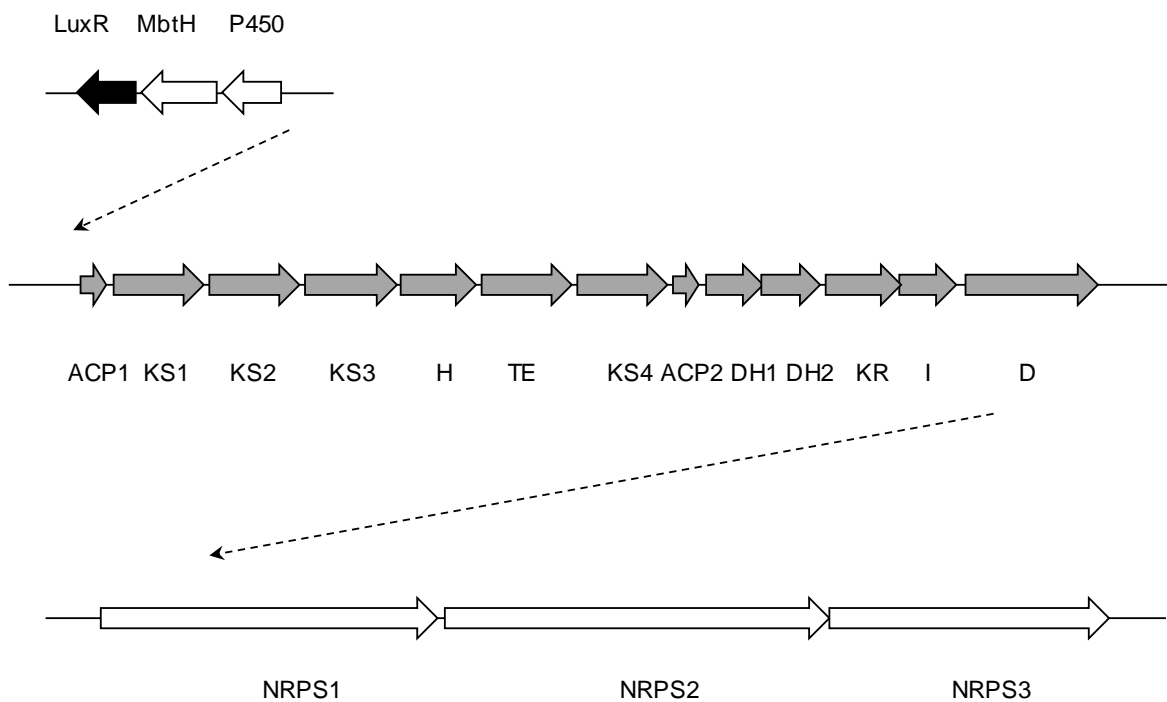 LuxR MbtH P450
ACP1 KS1 KS2 KS3 H TE KS4 ACP2 DH1 DH2 KR I D
NRPS1 NRPS2 NRPS3